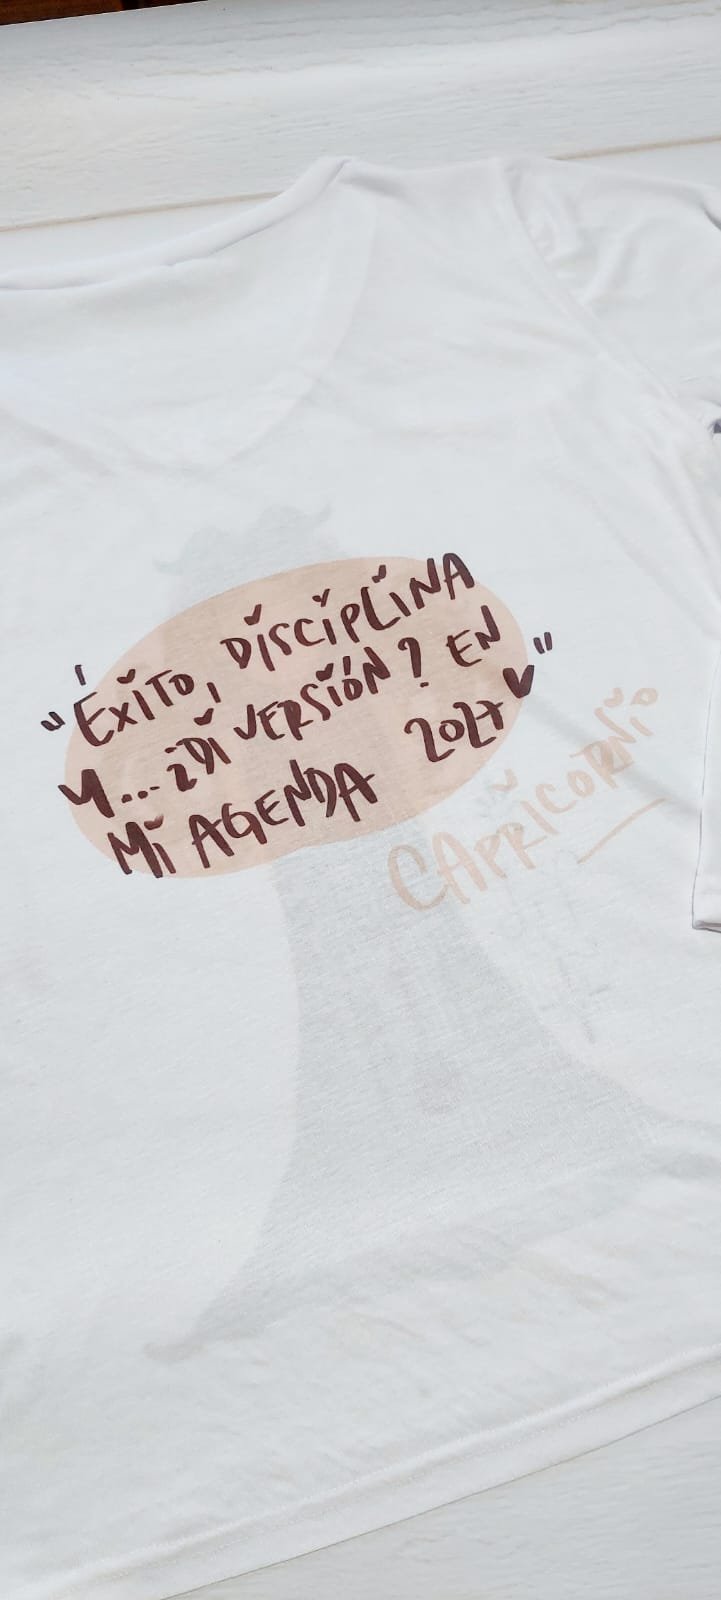 "Éxito, DISCIPLINA
Y... ¿DIVERSIÓN? EN
MI AGENDA 2027 ♥"
CAPRICORNIO